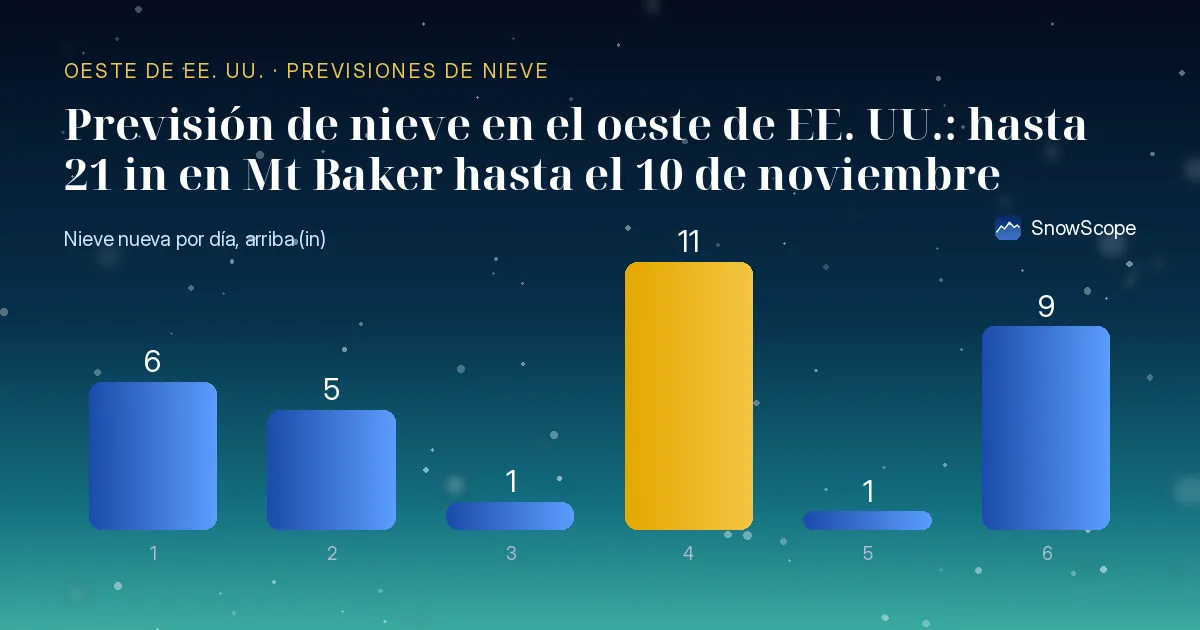 OESTE DE EE. UU. · PREVISIONES DE NIEVE
Previsión de nieve en el oeste de EE. UU.: hasta
21 in en Mt Baker hasta el 10 de noviembre
Nieve nueva por día, arriba (in)
SnowScope
6
5
1
11
1
9
1
2
3
4
5
6